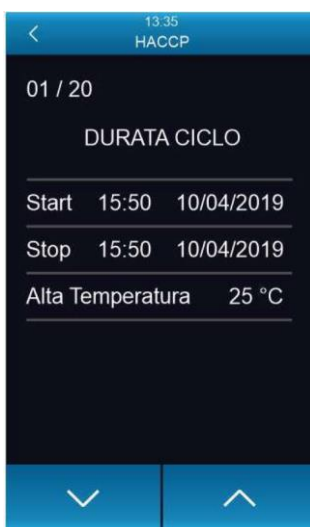 13:35
HACCP
01 / 20
DURATA CICLO
Start 15:50 10/04/2019
Stop 15:50 10/04/2019
Alta Temperatura 25 °C